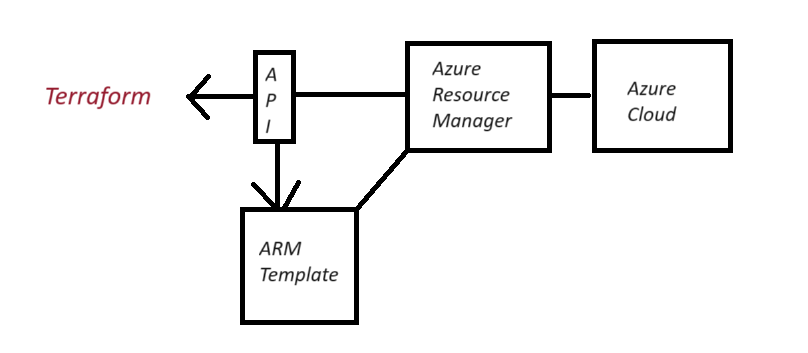 Terraform
A
P
I
Azure
Resource
Manager
Azure
Cloud
ARM
Template